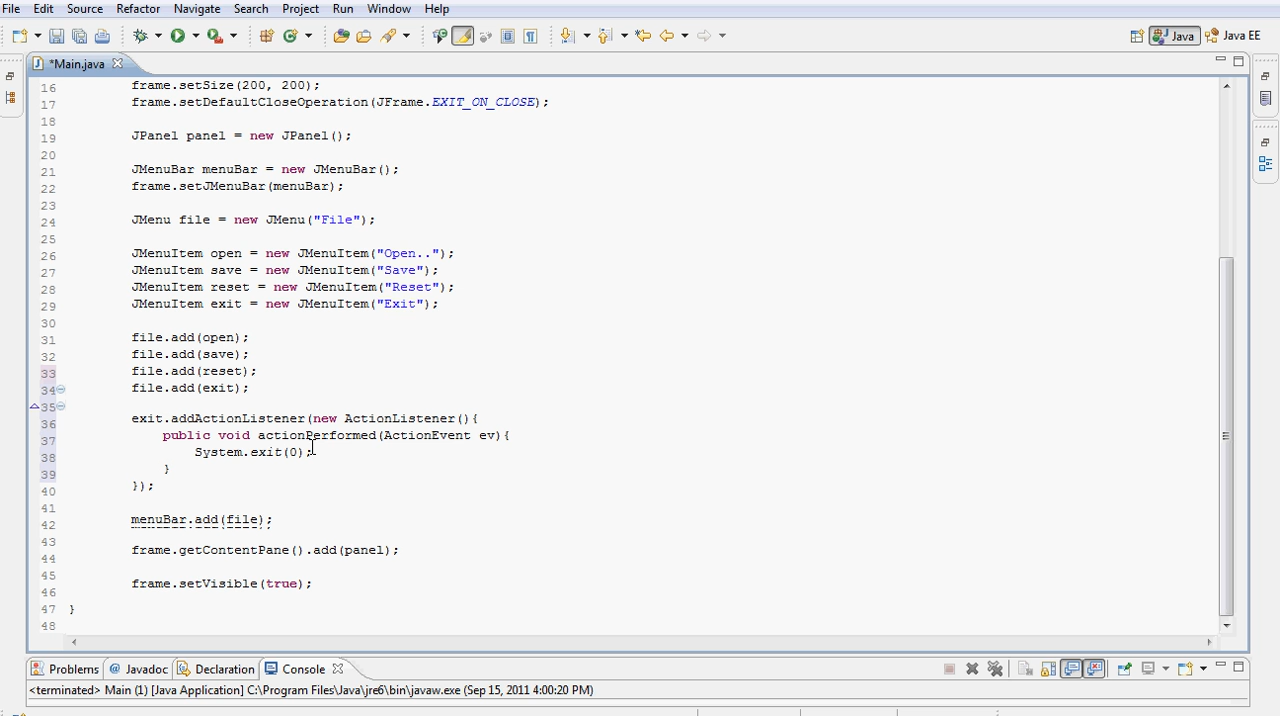 File Edit Source Refactor Navigate Search Project Run Window Help
Java Java EE
*Main.java
16 frame.setSize(200, 200);
17 frame.setDefaultCloseOperation(JFrame.EXIT_ON_CLOSE);
18
19 JPanel panel = new JPanel();
20
21 JMenuBar menuBar = new JMenuBar();
22 frame.setJMenuBar(menuBar);
23
24 JMenu file = new JMenu("File");
25
26 JMenuItem open = new JMenuItem("Open..");
27 JMenuItem save = new JMenuItem("Save");
28 JMenuItem reset = new JMenuItem("Reset");
29 JMenuItem exit = new JMenuItem("Exit");
30
31 file.add(open);
32 file.add(save);
33 file.add(reset);
34 file.add(exit);
35
36 exit.addActionListener(new ActionListener(){
37 public void actionPerformed(ActionEvent ev){
38 System.exit(0);
39 }
40 });
41
42 menuBar.add(file);
43
44 frame.getContentPane().add(panel);
45
46 frame.setVisible(true);
47 }
48
Problems @ Javadoc Declaration Console
<terminated> Main (1) [Java Application] C:\Program Files\Java\jre6\bin\javaw.exe (Sep 15, 2011 4:00:20 PM)